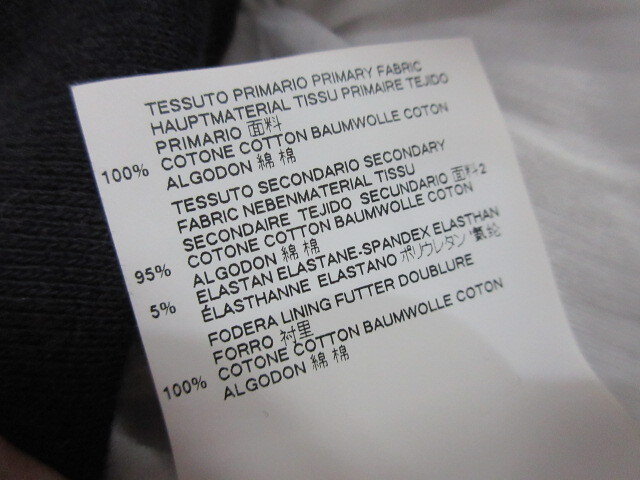 TESSUTO PRIMARIO PRIMARY FABRIC
HAUPTMATERIAL TISSU PRIMAIRE TEJIDO
PRIMARIO 面料
100% COTONE COTTON BAUMWOLLE COTON
ALGODON 綿 棉
TESSUTO SECONDARIO SECONDARY
FABRIC NEBENMATERIAL TISSU
SECONDAIRE TEJIDO SECUNDARIO 面料2
95% COTONE COTTON BAUMWOLLE COTON
ALGODON 綿 棉
5% ELASTAN ELASTANE-SPANDEX ELASTHAN
ÉLASTHANNE ELASTANO ポリウレタン 氨纶
FODERA LINING FUTTER DOUBLURE
FORRO 衬里
100% COTONE COTTON BAUMWOLLE COTON
ALGODON 綿 棉